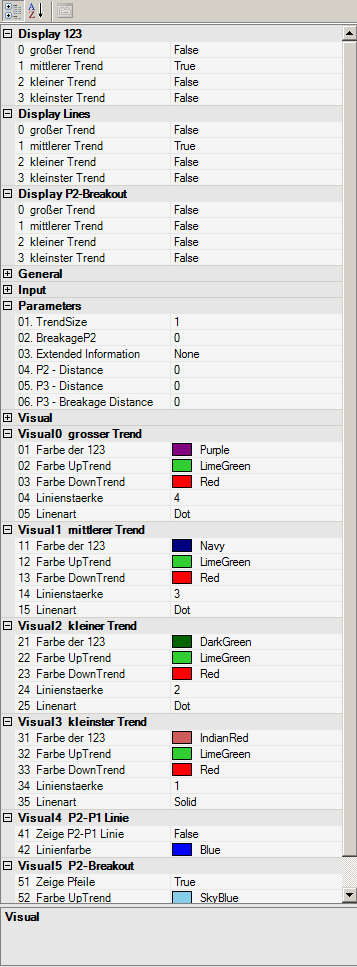 A
Z
Display 123
0 großer Trend False
1 mittlerer Trend True
2 kleiner Trend False
3 kleinster Trend False
Display Lines
0 großer Trend False
1 mittlerer Trend True
2 kleiner Trend False
3 kleinster Trend False
Display P2-Breakout
0 großer Trend False
1 mittlerer Trend False
2 kleiner Trend False
3 kleinster Trend False
General
Input
Parameters
01. TrendSize 1
02. BreakageP2 0
03. Extended Information None
04. P2 - Distance 0
05. P3 - Distance 0
06. P3 - Breakage Distance 0
Visual
Visual0 grosser Trend
01 Farbe der 123 Purple
02 Farbe UpTrend LimeGreen
03 Farbe DownTrend Red
04 Linienstaerke 4
05 Linenart Dot
Visual1 mittlerer Trend
11 Farbe der 123 Navy
12 Farbe UpTrend LimeGreen
13 Farbe DownTrend Red
14 Linienstaerke 3
15 Linenart Dot
Visual2 kleiner Trend
21 Farbe der 123 DarkGreen
22 Farbe UpTrend LimeGreen
23 Farbe DownTrend Red
24 Linienstaerke 2
25 Linenart Dot
Visual3 kleinster Trend
31 Farbe der 123 IndianRed
32 Farbe UpTrend LimeGreen
33 Farbe DownTrend Red
34 Linienstaerke 1
35 Linenart Solid
Visual4 P2-P1 Linie
41 Zeige P2-P1 Linie False
42 Linienfarbe Blue
Visual5 P2-Breakout
51 Zeige Pfeile True
52 Farbe UpTrend SkyBlue
Visual